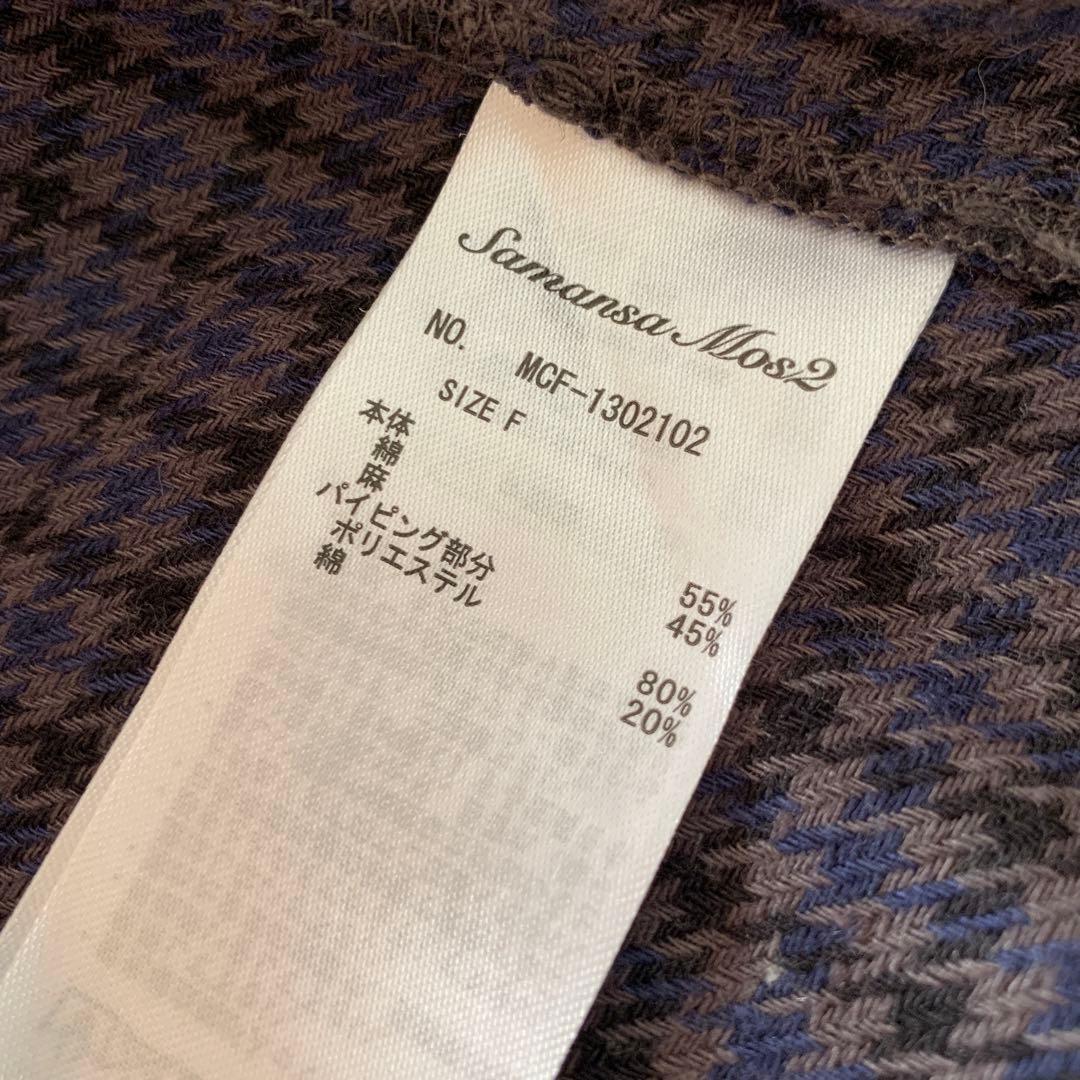 Samansa Mos2
NO. MCF-1302102
SIZE F
本体
綿 55%
麻 45%
パイピング部分
ポリエステル 80%
綿 20%